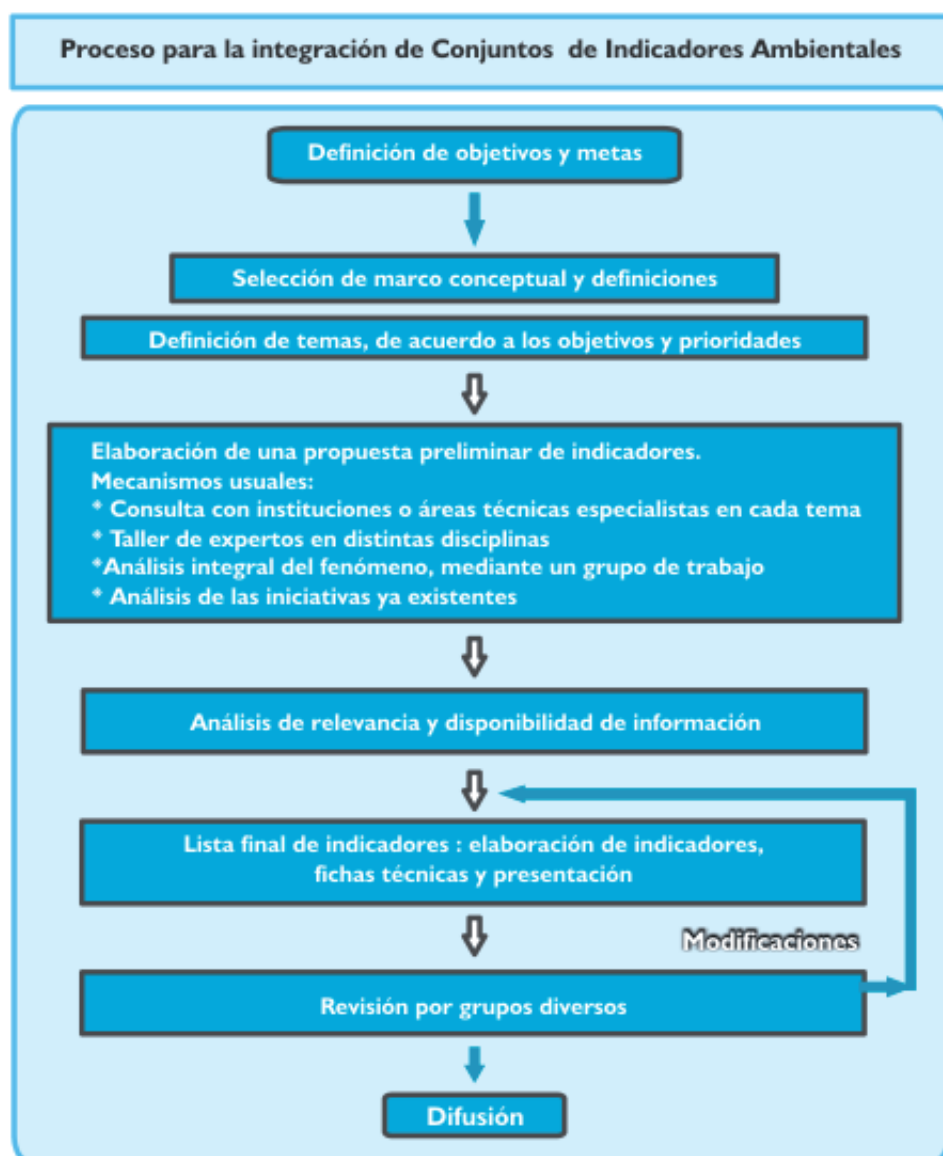 Proceso para la integración de Conjuntos de Indicadores Ambientales
Definición de objetivos y metas
Selección de marco conceptual y definiciones
Definición de temas, de acuerdo a los objetivos y prioridades
Elaboración de una propuesta preliminar de indicadores.
Mecanismos usuales:
* Consulta con instituciones o áreas técnicas especialistas en cada tema
* Taller de expertos en distintas disciplinas
*Análisis integral del fenómeno, mediante un grupo de trabajo
* Análisis de las iniciativas ya existentes
Análisis de relevancia y disponibilidad de información
Lista final de indicadores : elaboración de indicadores,
fichas técnicas y presentación
Modificaciones
Revisión por grupos diversos
Difusión